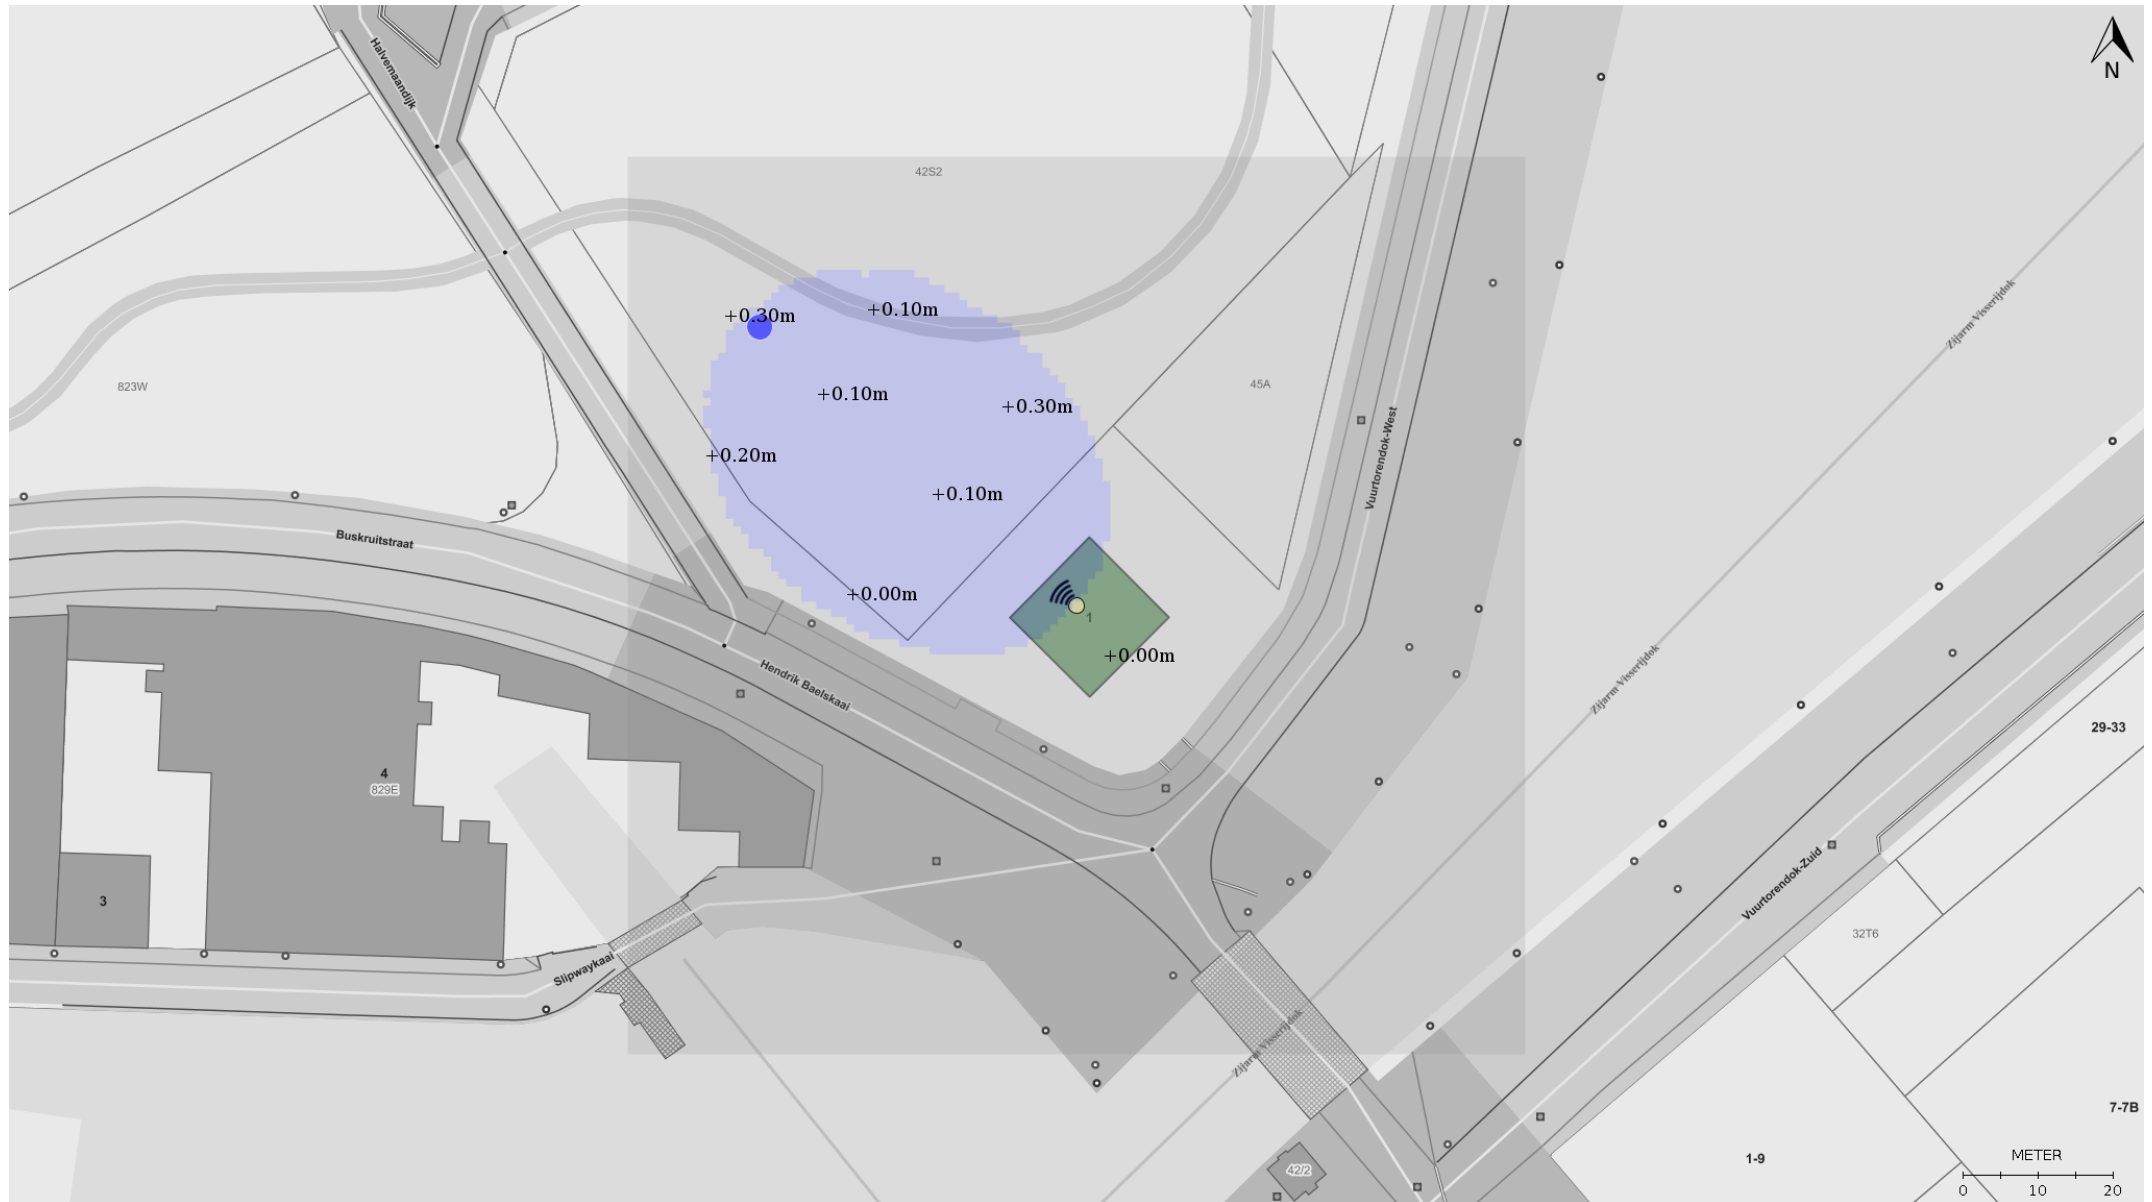 Halvemaandijk
N
42S2
Zijarm Visserijdok
+0.30m
+0.10m
823W
45A
+0.10m
+0.30m
Vuurtorendok-West
+0.20m
+0.10m
Buskruitstraat
+0.00m
1
+0.00m
Zijarm Visserijdok
Hendrik Baelskaai
29-33
4
829E
Vuurtorendok-Zuid
3
32T6
Slipwaykaai
Zijarm Visserijdok
7-7B
1-9
METER
42/2
0 10 20